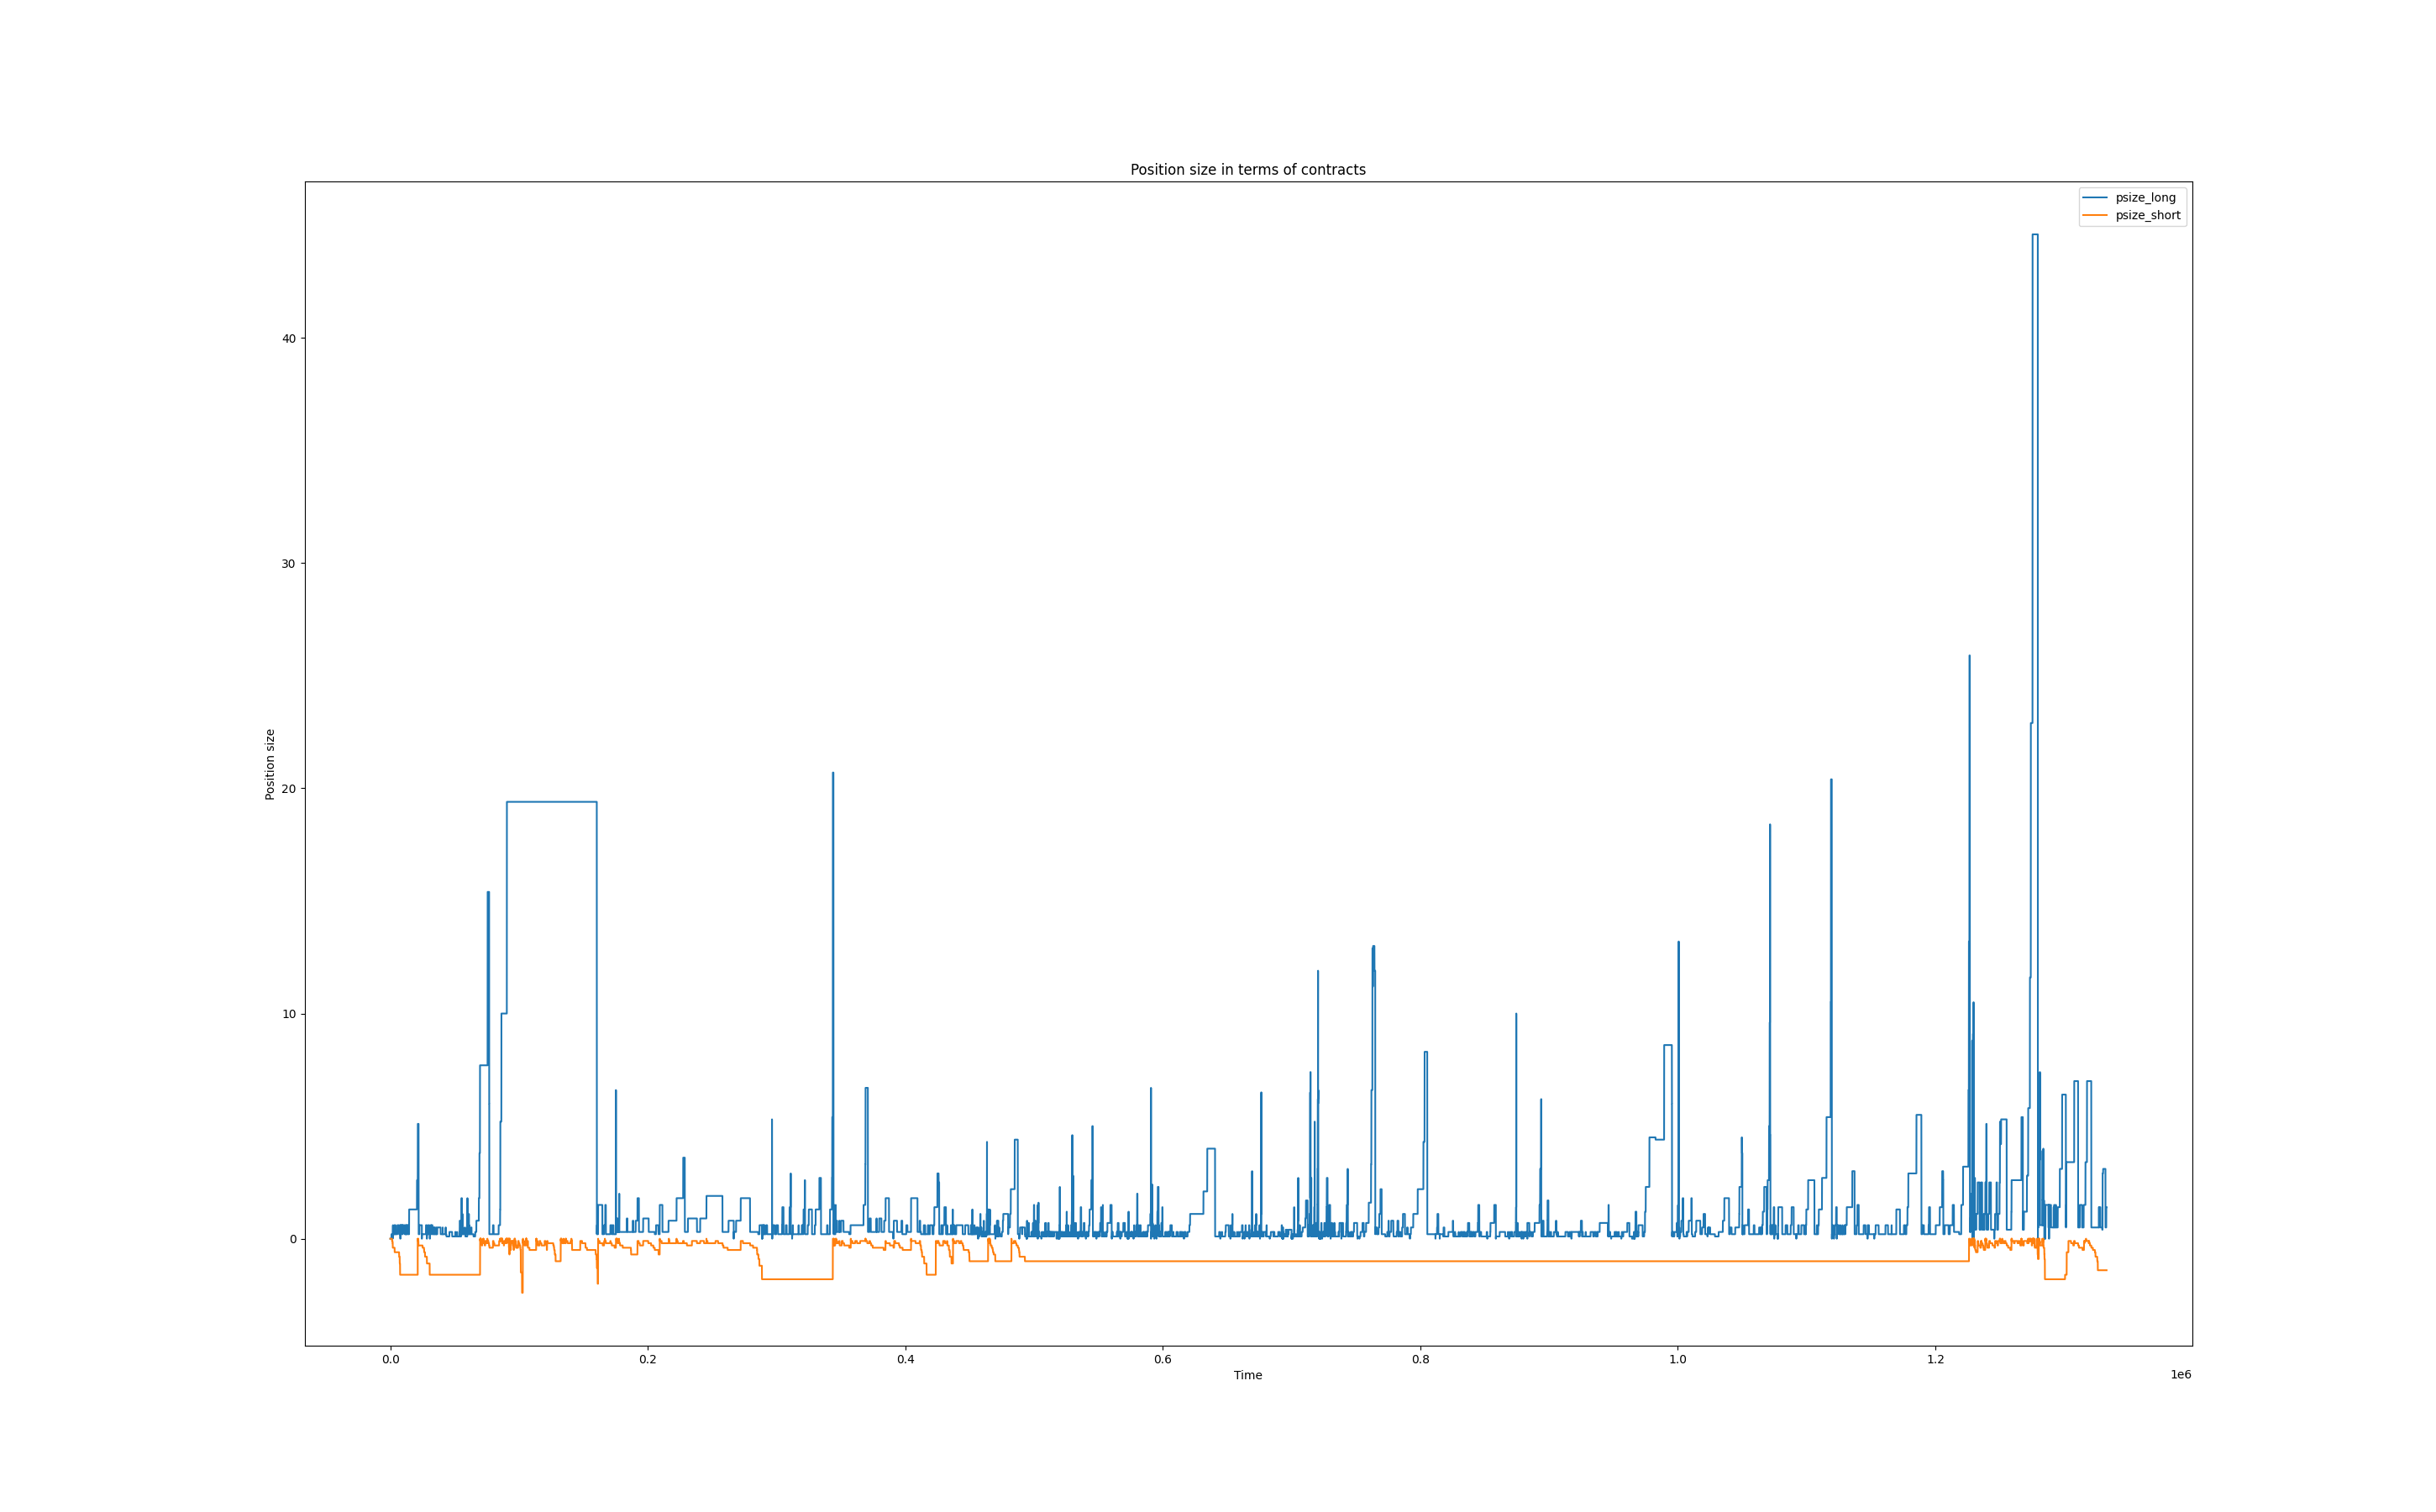 Position size in terms of contracts
psize_long
psize_short
40
30
20
10
0
Position size
0.0 0.2 0.4 0.6 0.8 1.0 1.2
Time
1e6